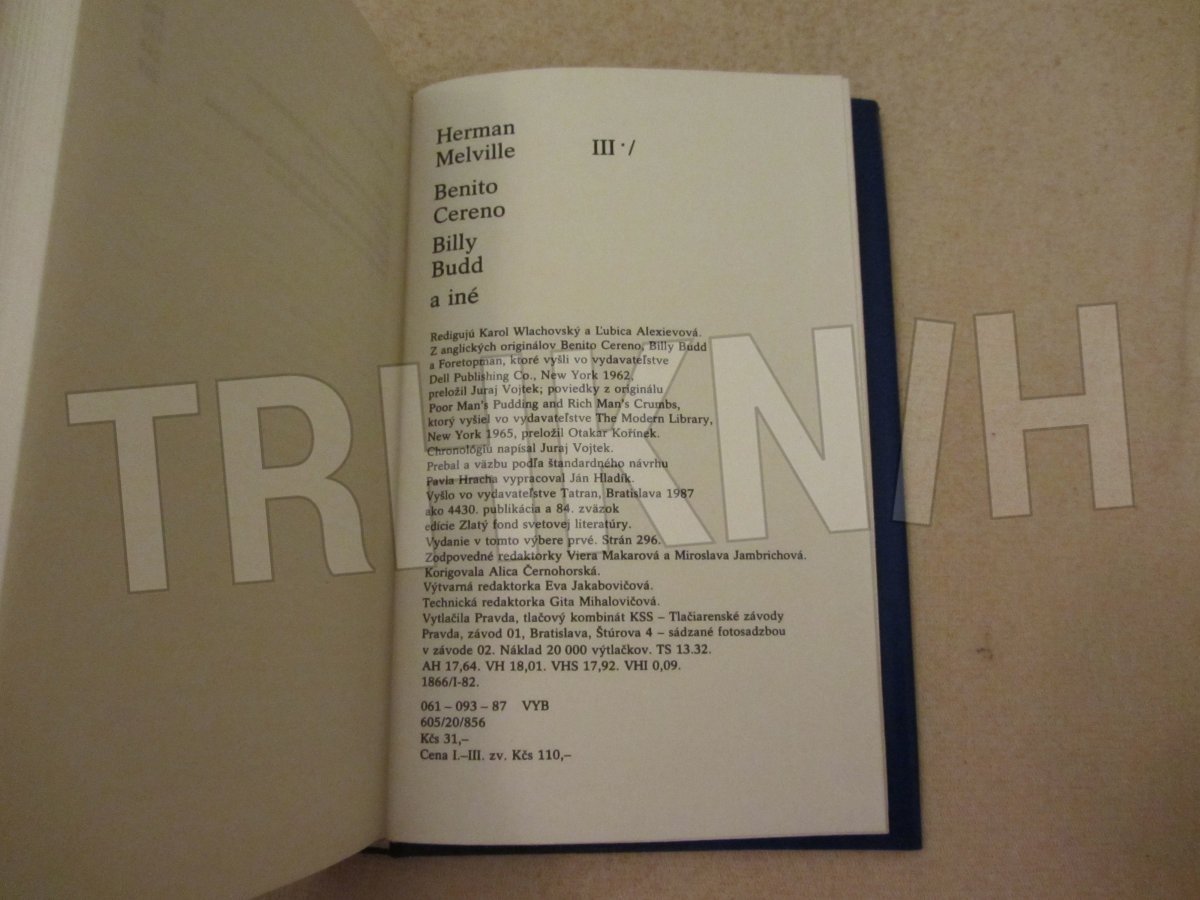 Herman
Melville
III ·/
Benito
Cereno
Billy
Budd
a iné
Redigujú Karol Wlachovský a Ľubica Alexievová.
Z anglických originálov Benito Cereno, Billy Budd
a Foretopman, ktoré vyšli vo vydavateľstve
Dell Publishing Co., New York 1962,
preložil Juraj Vojtek; poviedky z originálu
Poor Man's Pudding and Rich Man's Crumbs,
ktorý vyšiel vo vydavateľstve The Modern Library,
New York 1965, preložil Otakar Kořínek.
Chronológiu napísal Juraj Vojtek.
Prebal a väzbu podľa štandardného návrhu
Pavla Hracha vypracoval Ján Hladík.
Vyšlo vo vydavateľstve Tatran, Bratislava 1987
ako 4430. publikácia a 84. zväzok
edície Zlatý fond svetovej literatúry.
Vydanie v tomto výbere prvé. Strán 296.
Zodpovedné redaktorky Viera Makarová a Miroslava Jambrichová.
Korigovala Alica Černohorská.
Výtvarná redaktorka Eva Jakabovičová.
Technická redaktorka Gita Mihalovičová.
Vytlačila Pravda, tlačový kombinát KSS – Tlačiarenské závody
Pravda, závod 01, Bratislava, Štúrova 4 – sádzané fotosadzbou
v závode 02. Náklad 20 000 výtlačkov. TS 13.32.
AH 17,64. VH 18,01. VHS 17,92. VHI 0,09.
1866/I-82.
061 – 093 – 87 VYB
605/20/856
Kčs 31,–
Cena I.–III. zv. Kčs 110,–